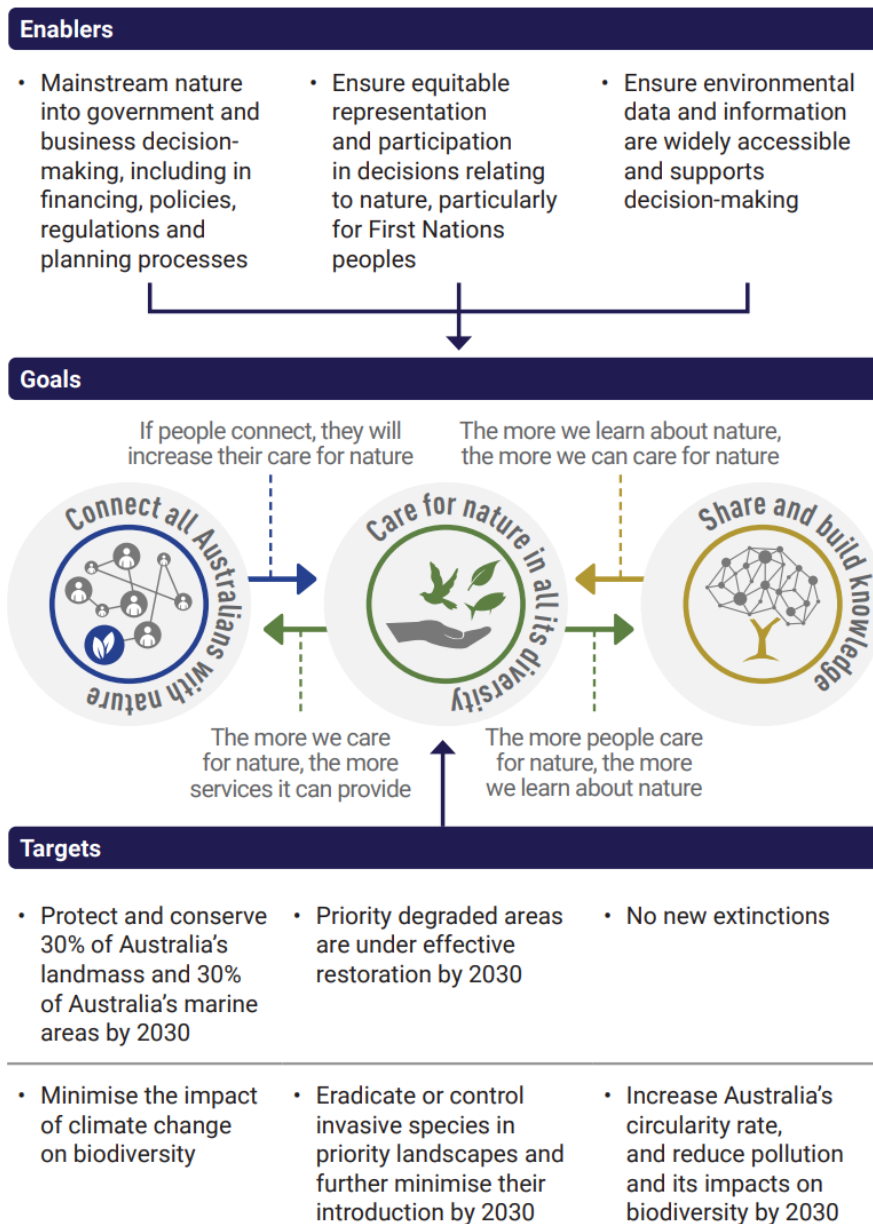 Enablers
• Mainstream nature
into government and
business decision-
making, including in
financing, policies,
regulations and
planning processes
• Ensure equitable
representation
and participation
in decisions relating
to nature, particularly
for First Nations
peoples
• Ensure environmental
data and information
are widely accessible
and supports
decision-making
Goals
If people connect, they will
increase their care for nature
The more we learn about nature,
the more we can care for nature
Connect all Australians with nature
Care for nature in all its diversity
Share and build knowledge
The more we care
for nature, the more
services it can provide
The more people care
for nature, the more
we learn about nature
Targets
• Protect and conserve
30% of Australia’s
landmass and 30%
of Australia’s marine
areas by 2030
• Priority degraded areas
are under effective
restoration by 2030
• No new extinctions
• Minimise the impact
of climate change
on biodiversity
• Eradicate or control
invasive species in
priority landscapes and
further minimise their
introduction by 2030
• Increase Australia’s
circularity rate,
and reduce pollution
and its impacts on
biodiversity by 2030